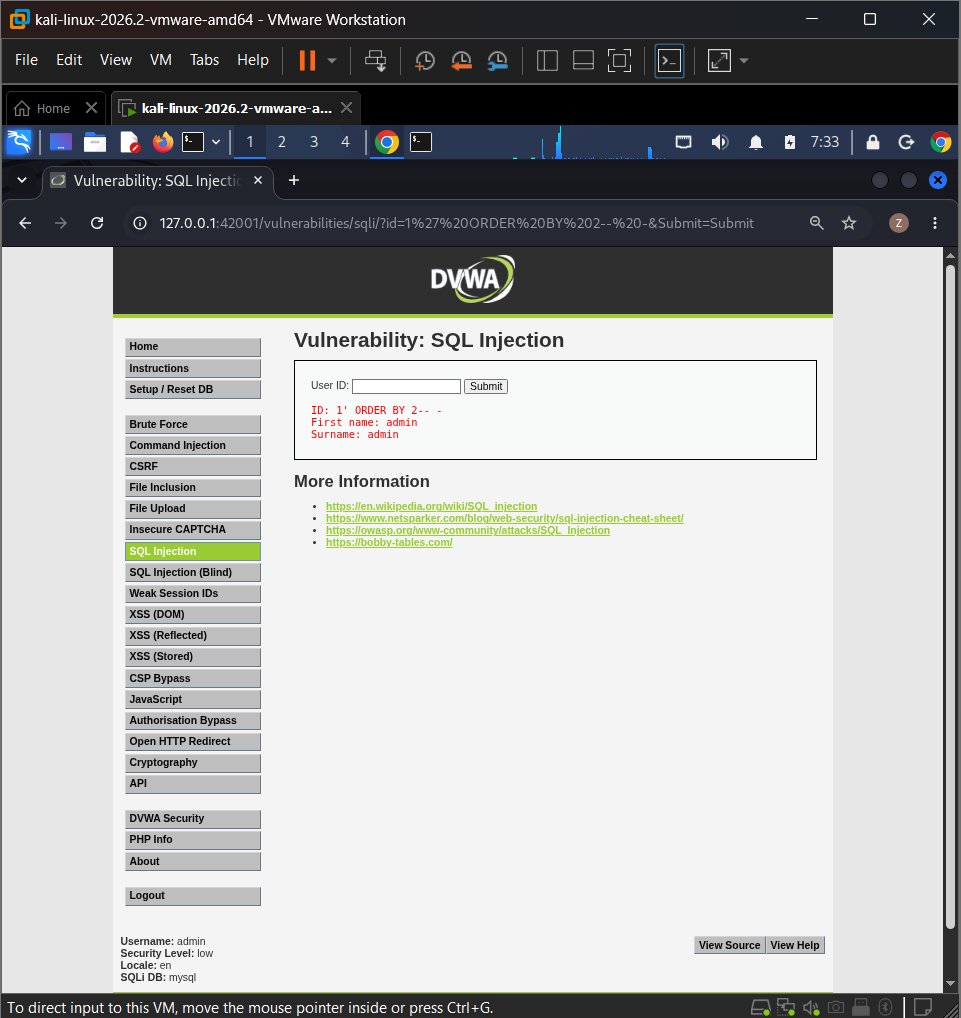 kali-linux-2026.2-vmware-amd64 - VMware Workstation
File Edit View VM Tabs Help
Home
kali-linux-2026.2-vmware-a...
1 2 3 4
7:33
Vulnerability: SQL Injectio
127.0.0.1:42001/vulnerabilities/sqli/?id=1%27%20ORDER%20BY%202--%20-&Submit=Submit
Z
DVWA
Home
Instructions
Setup / Reset DB
Brute Force
Command Injection
CSRF
File Inclusion
File Upload
Insecure CAPTCHA
SQL Injection
SQL Injection (Blind)
Weak Session IDs
XSS (DOM)
XSS (Reflected)
XSS (Stored)
CSP Bypass
JavaScript
Authorisation Bypass
Open HTTP Redirect
Cryptography
API
DVWA Security
PHP Info
About
Logout
Vulnerability: SQL Injection
User ID: Submit
ID: 1' ORDER BY 2-- -
First name: admin
Surname: admin
More Information
https://en.wikipedia.org/wiki/SQL_injection
https://www.netsparker.com/blog/web-security/sql-injection-cheat-sheet/
https://owasp.org/www-community/attacks/SQL_Injection
https://bobby-tables.com/
Username: admin
Security Level: low
Locale: en
SQLi DB: mysql
View Source View Help
To direct input to this VM, move the mouse pointer inside or press Ctrl+G.